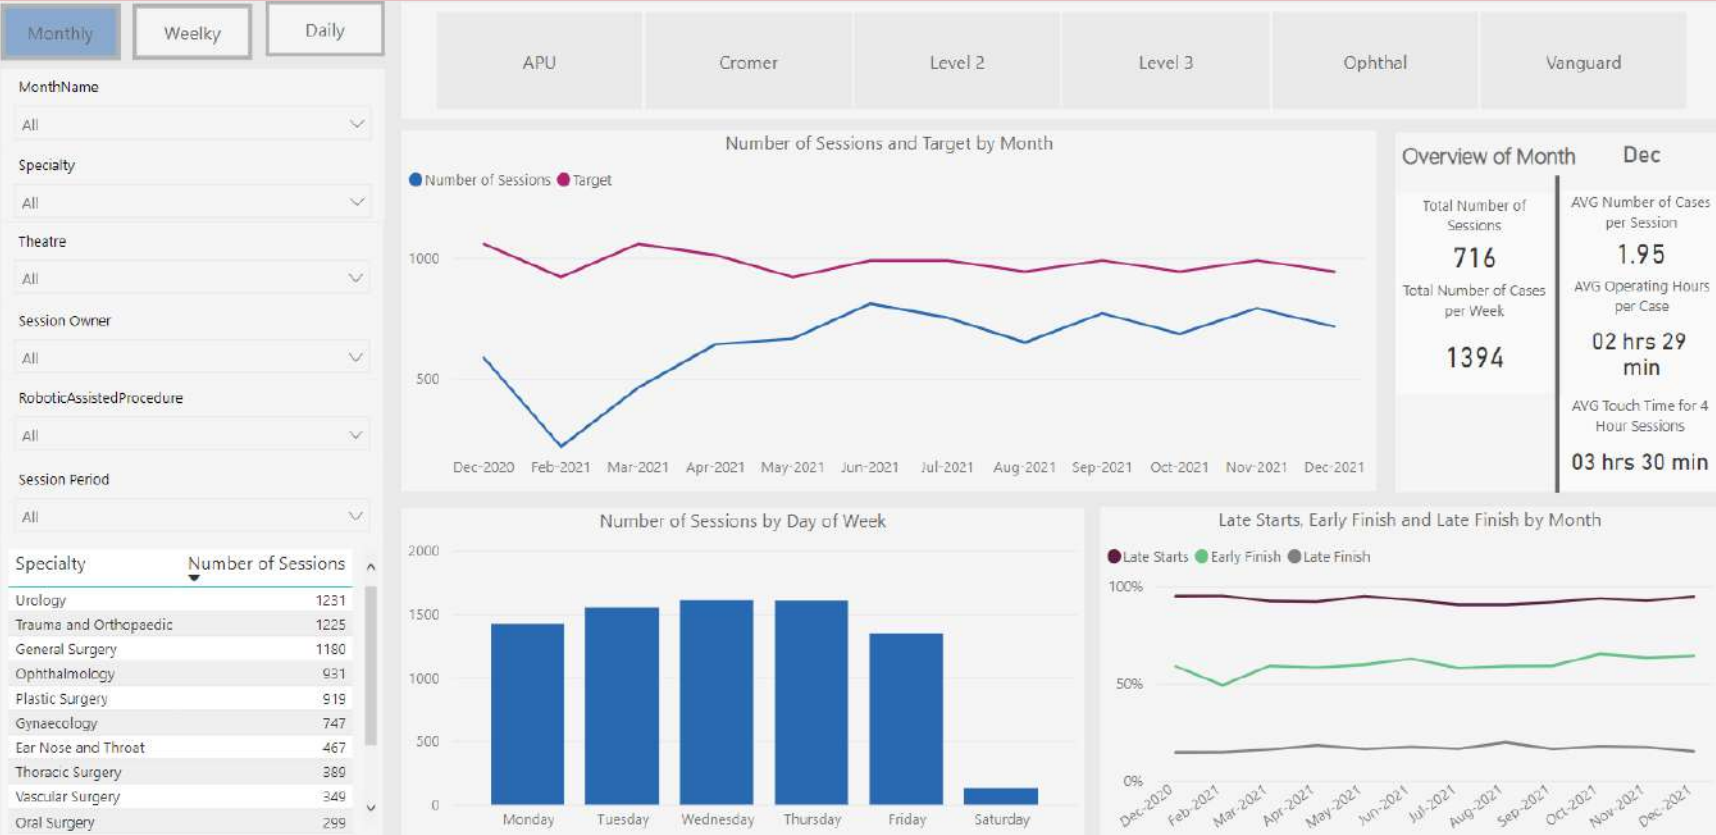 Monthly
Weelky
Daily
MonthName
All
Specialty
All
Theatre
All
Session Owner
All
RoboticAssistedProcedure
All
Session Period
All
Specialty Number of Sessions
Urology 1231
Trauma and Orthopaedic 1225
General Surgery 1180
Ophthalmology 931
Plastic Surgery 919
Gynaecology 747
Ear Nose and Throat 467
Thoracic Surgery 389
Vascular Surgery 349
Oral Surgery 299
APU Cromer Level 2 Level 3 Ophthal Vanguard
Number of Sessions and Target by Month
Number of Sessions Target
1000
500
Dec-2020 Feb-2021 Mar-2021 Apr-2021 May-2021 Jun-2021 Jul-2021 Aug-2021 Sep-2021 Oct-2021 Nov-2021 Dec-2021
Overview of Month Dec
Total Number of
Sessions
716
Total Number of Cases
per Week
1394
AVG Number of Cases
per Session
1.95
AVG Operating Hours
per Case
02 hrs 29
min
AVG Touch Time for 4
Hour Sessions
03 hrs 30 min
Number of Sessions by Day of Week
2000
1500
1000
500
0
Monday Tuesday Wednesday Thursday Friday Saturday
Late Starts, Early Finish and Late Finish by Month
Late Starts Early Finish Late Finish
100%
50%
0%
Dec-2020 Feb-2021 Mar-2021 Apr-2021 May-2021 Jun-2021 Jul-2021 Aug-2021 Sep-2021 Oct-2021 Nov-2021 Dec-2021